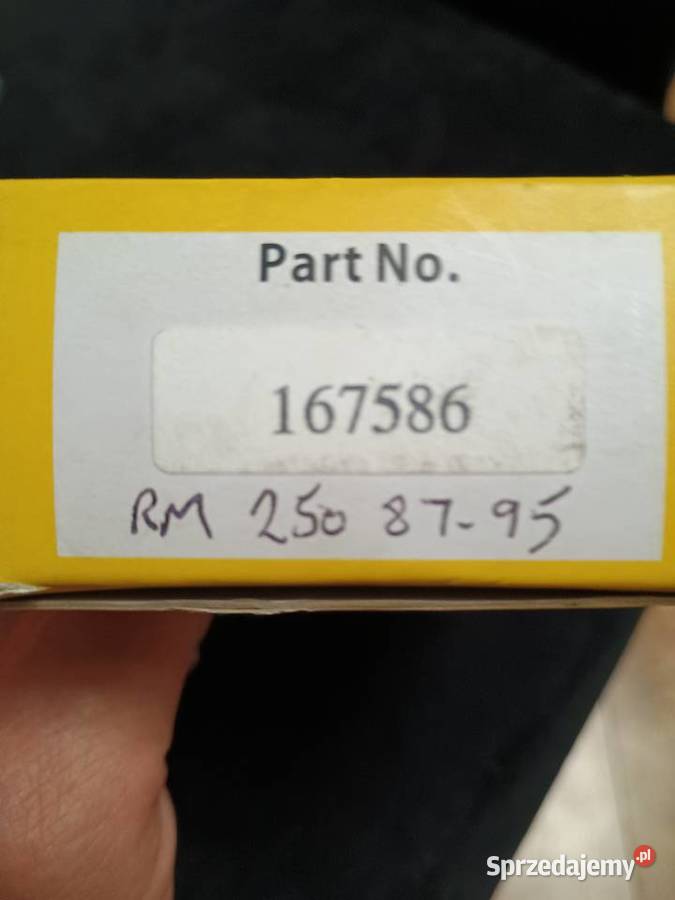 Part No.
167586
RM 250 87-95
Sprzedajemy.pl